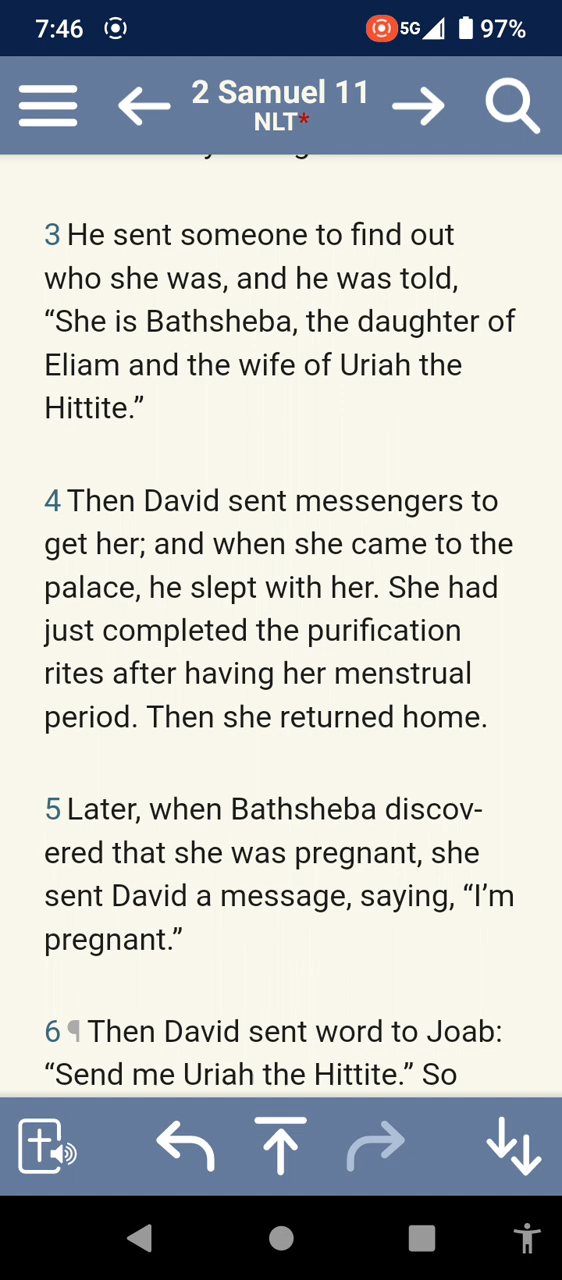 7:46
5G
97%
2 Samuel 11
NLT*
3 He sent someone to find out
who she was, and he was told,
“She is Bathsheba, the daughter of
Eliam and the wife of Uriah the
Hittite.”
4 Then David sent messengers to
get her; and when she came to the
palace, he slept with her. She had
just completed the purification
rites after having her menstrual
period. Then she returned home.
5 Later, when Bathsheba discov-
ered that she was pregnant, she
sent David a message, saying, “I’m
pregnant.”
6 ¶ Then David sent word to Joab:
“Send me Uriah the Hittite.” So